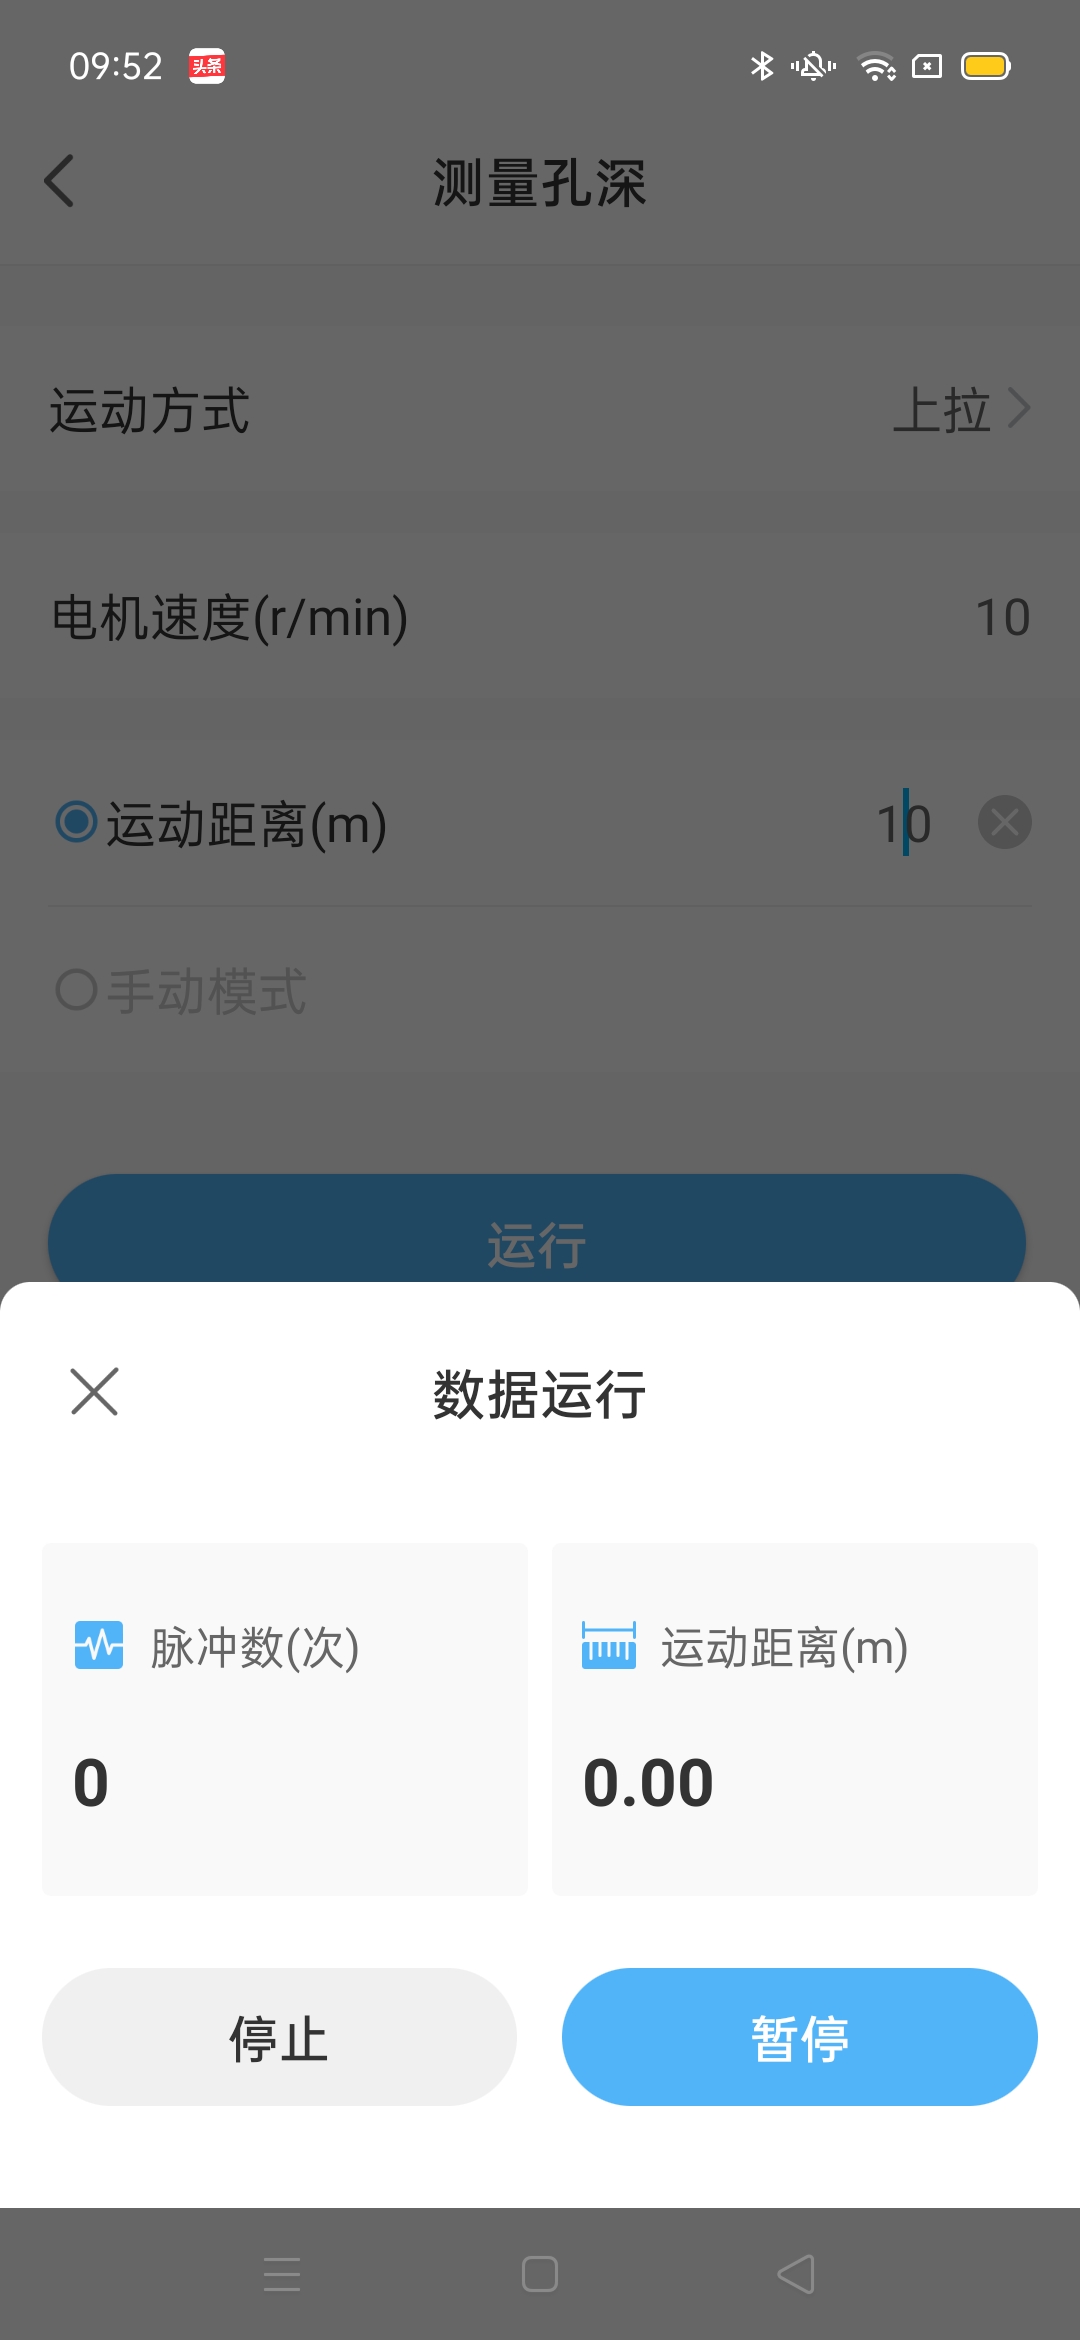 09:52 头条
测量孔深
运动方式 上拉
电机速度(r/min) 10
运动距离(m) 10
手动模式
运行
数据运行
脉冲数(次) 运动距离(m)
0 0.00
停止 暂停